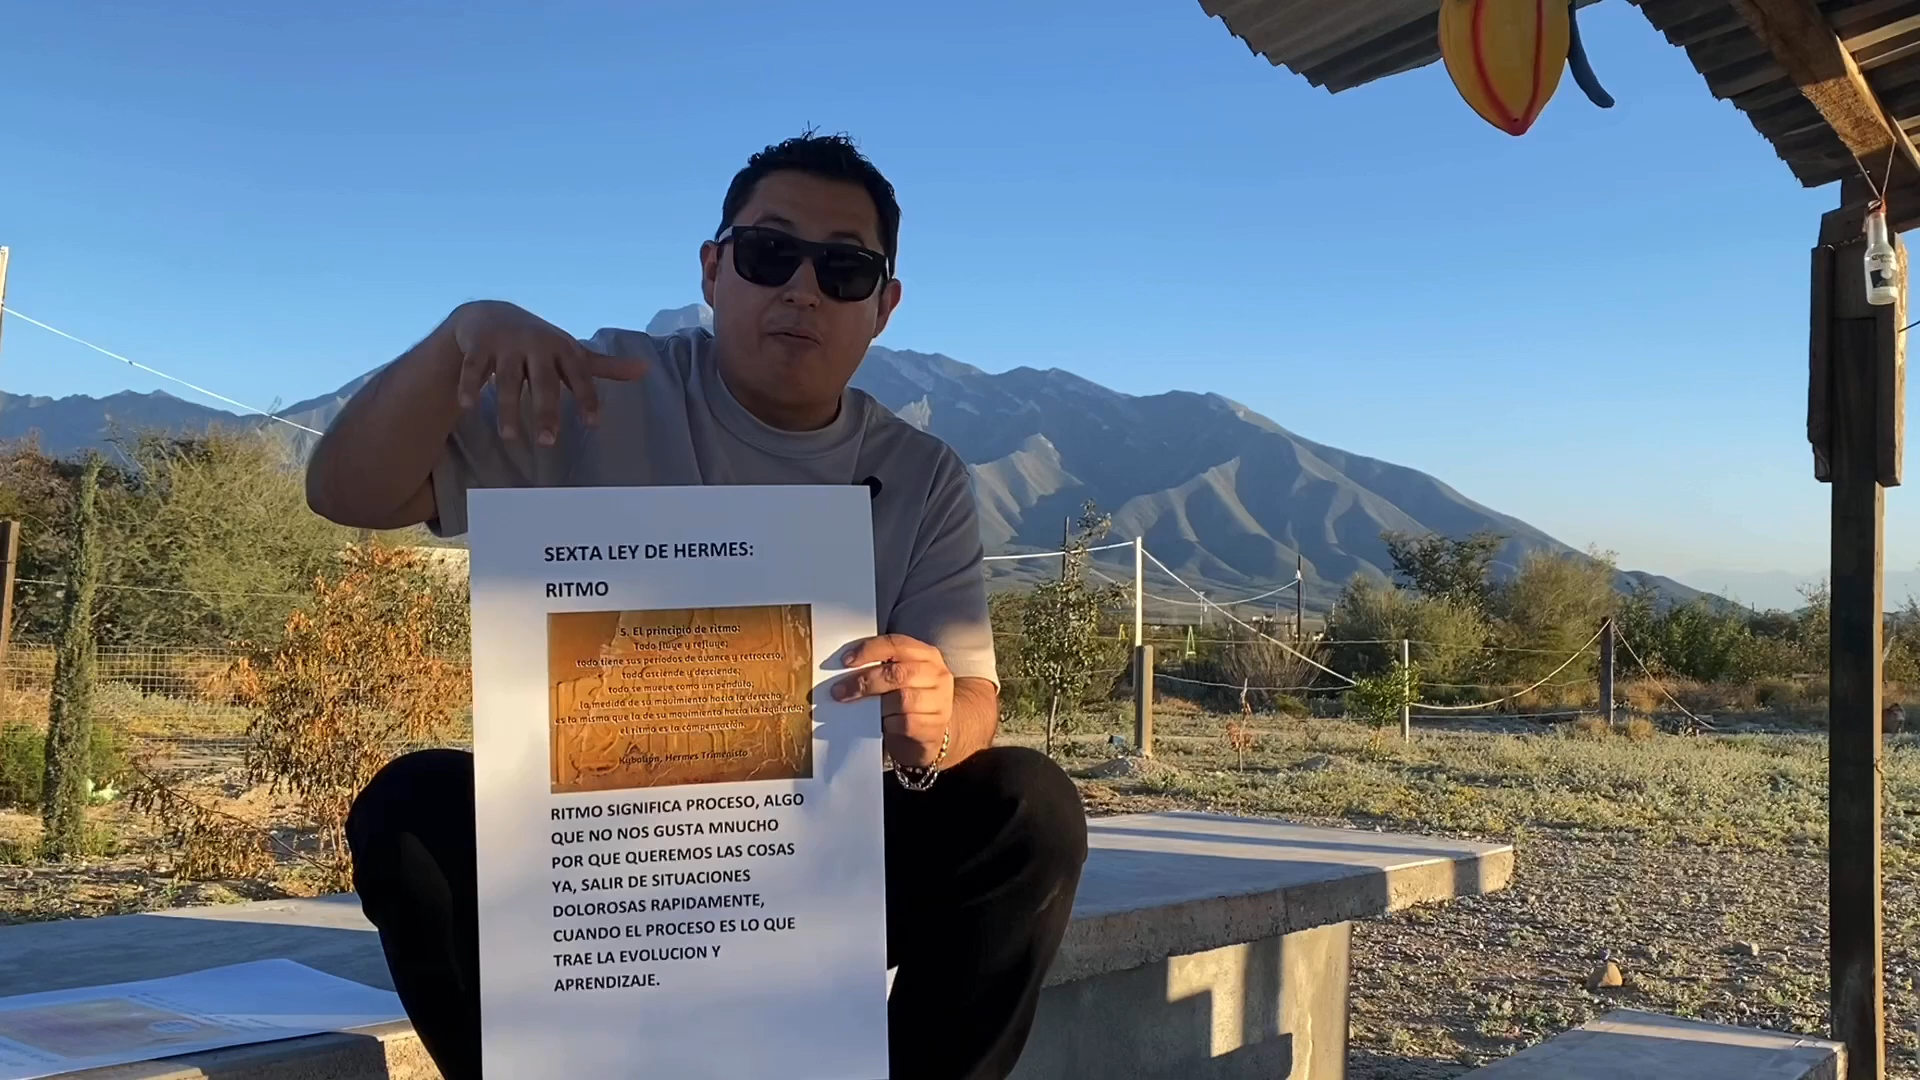 SEXTA LEY DE HERMES:
RITMO
5. El principio de ritmo:
Todo fluye y refluye;
todo tiene sus periodos de avance y retroceso,
todo asciende y desciende;
todo se mueve como un péndulo;
la medida de su movimiento hacia la derecha
es la misma que la de su movimiento hacia la izquierda;
el ritmo es la compensación.
Kybalion, Hermes Trimegisto
RITMO SIGNIFICA PROCESO, ALGO
QUE NO NOS GUSTA MNUCHO
POR QUE QUEREMOS LAS COSAS
YA, SALIR DE SITUACIONES
DOLOROSAS RAPIDAMENTE,
CUANDO EL PROCESO ES LO QUE
TRAE LA EVOLUCION Y
APRENDIZAJE.